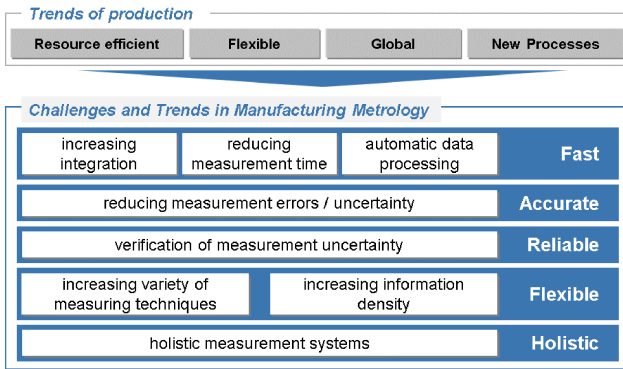 Trends of production
Resource efficient
Flexible
Global
New Processes
Challenges and Trends in Manufacturing Metrology
increasing
integration
reducing
measurement time
automatic data
processing
Fast
reducing measurement errors / uncertainty
Accurate
verification of measurement uncertainty
Reliable
increasing variety of
measuring techniques
increasing information
density
Flexible
holistic measurement systems
Holistic